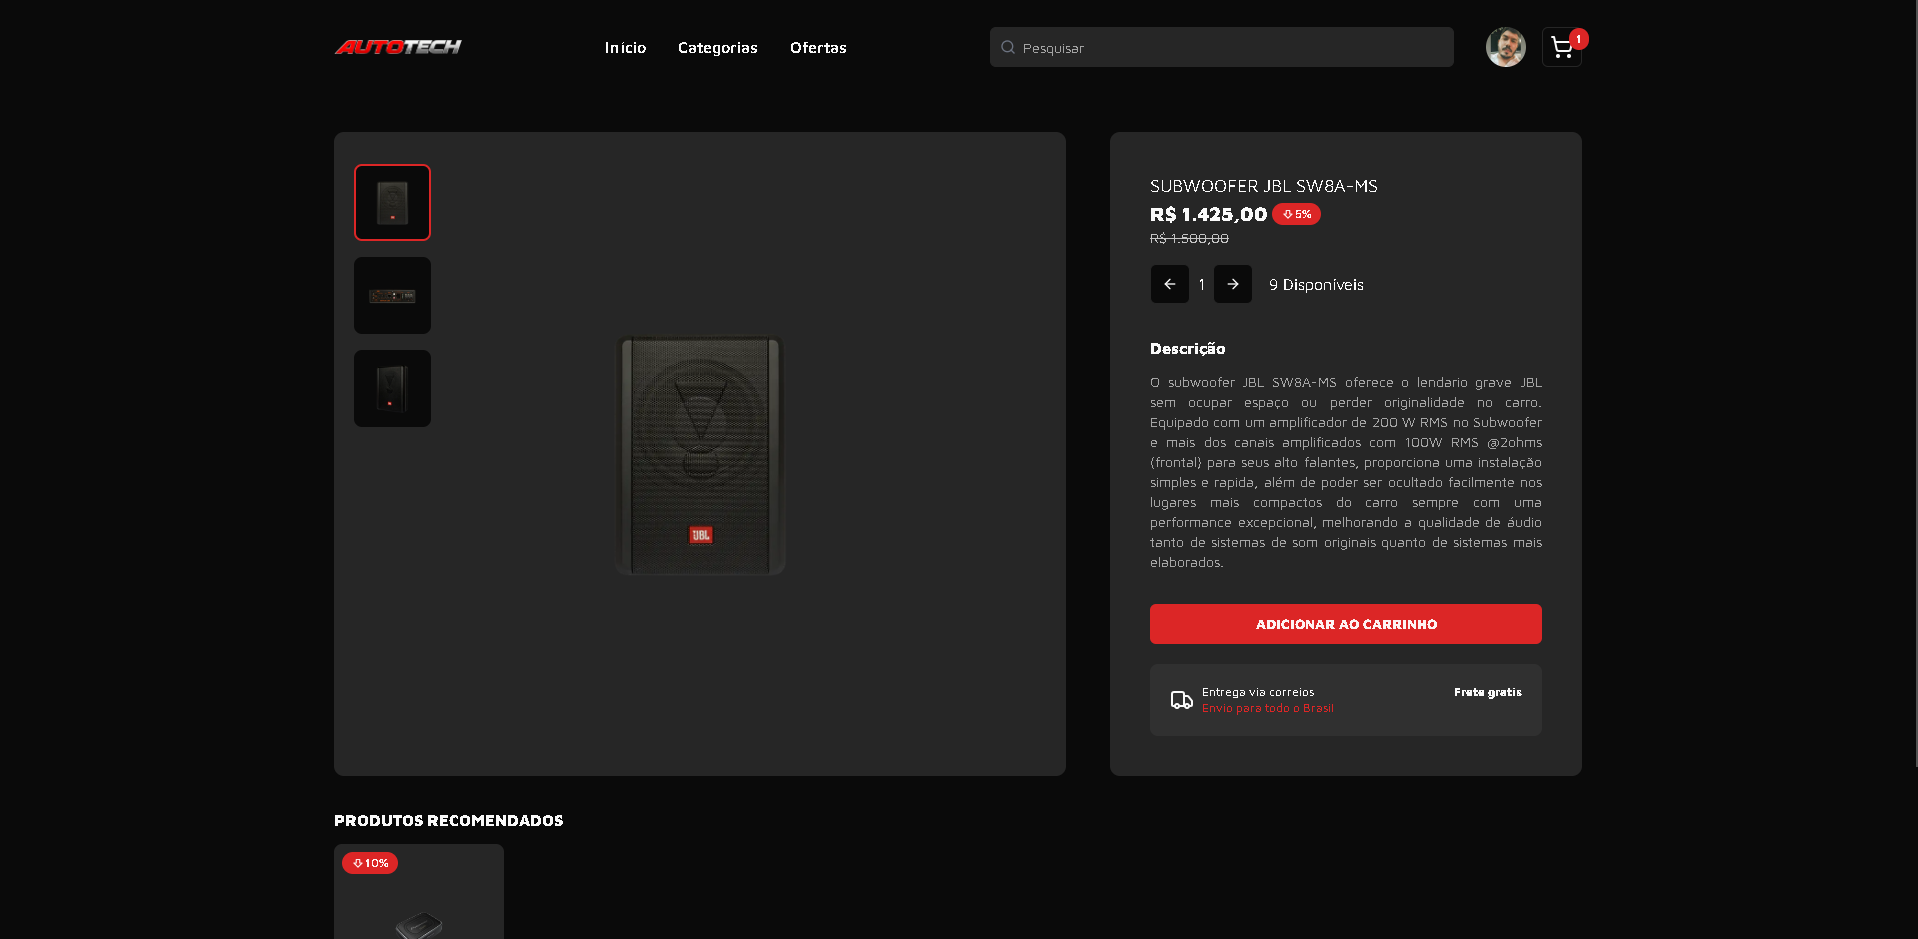 AUTOTECH
Início Categorias Ofertas
Pesquisar
1
SUBWOOFER JBL SW8A-MS
R$ 1.425,00 5%
R$ 1.500,00
1 9 Disponíveis
Descrição
O subwoofer JBL SW8A-MS oferece o lendario grave JBL
sem ocupar espaço ou perder originalidade no carro.
Equipado com um amplificador de 200 W RMS no Subwoofer
e mais dos canais amplificados com 100W RMS @2ohms
(frontal) para seus alto falantes, proporciona uma instalação
simples e rapida, além de poder ser ocultado facilmente nos
lugares mais compactos do carro sempre com uma
performance excepcional, melhorando a qualidade de áudio
tanto de sistemas de som originais quanto de sistemas mais
elaborados.
JBL
ADICIONAR AO CARRINHO
Entrega via correios Frete gratis
Envio para todo o Brasil
PRODUTOS RECOMENDADOS
10%